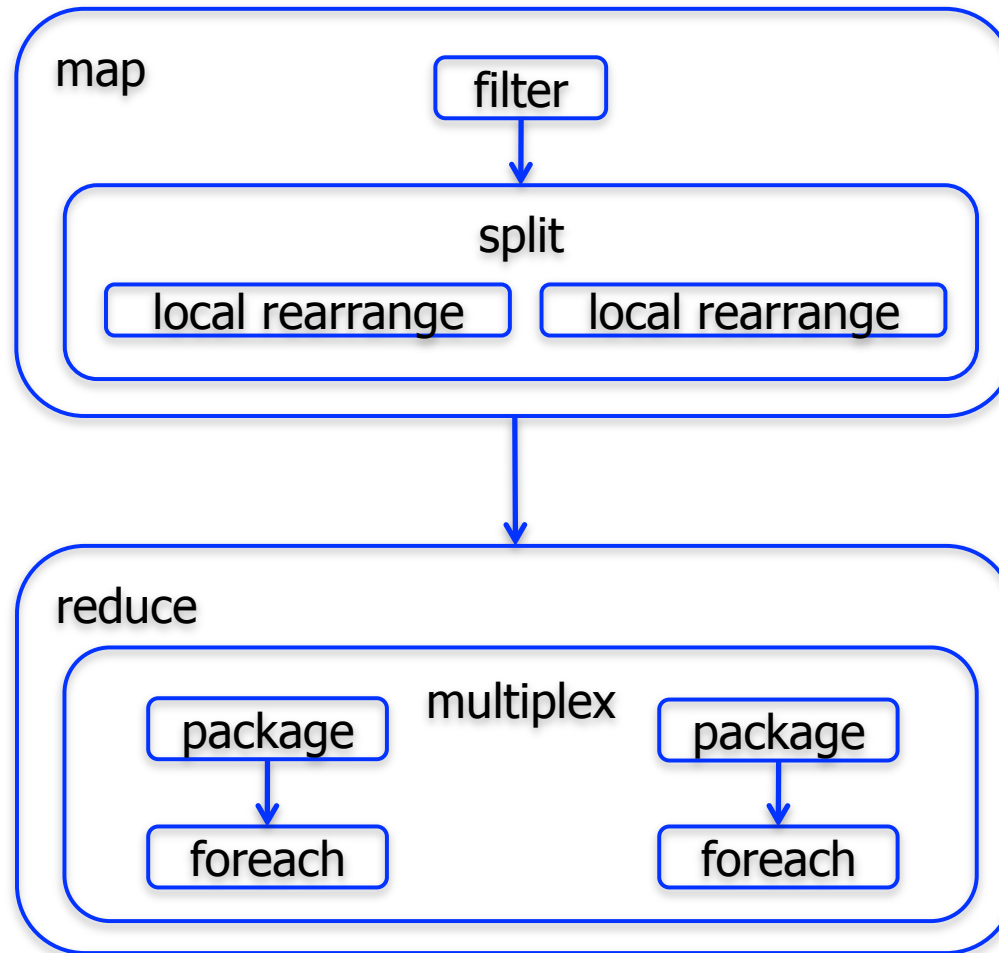 map
filter
split
local rearrange
local rearrange
reduce
multiplex
package
package
foreach
foreach